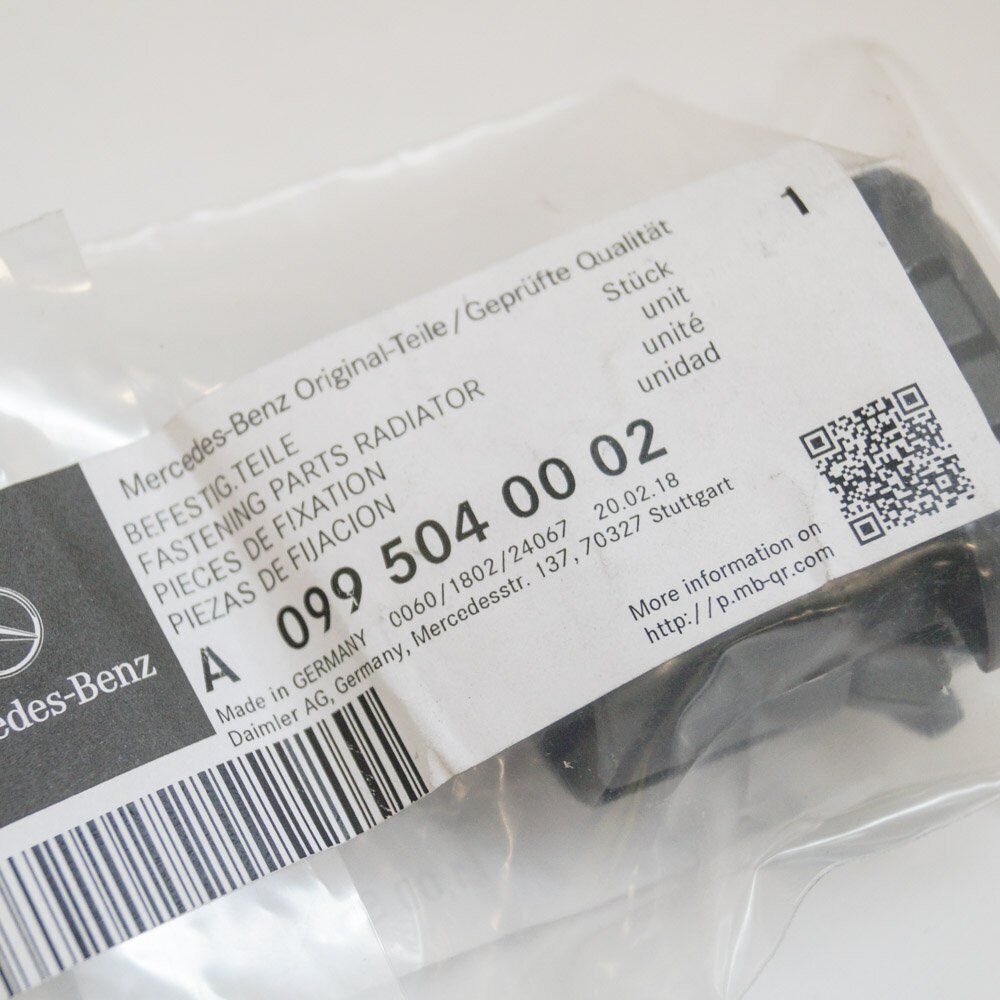 Mercedes-Benz Original-Teile / Geprüfte Qualität
1
BEFESTIG.TEILE
FASTENING PARTS RADIATOR
PIECES DE FIXATION
PIEZAS DE FIJACION
Stück
unit
unité
unidad
A 099 504 00 02
Made in GERMANY 0060/1802/24067 20.02.18
Daimler AG, Germany, Mercedesstr. 137, 70327 Stuttgart
More information on
http://p.mb-qr.com
edes-Benz